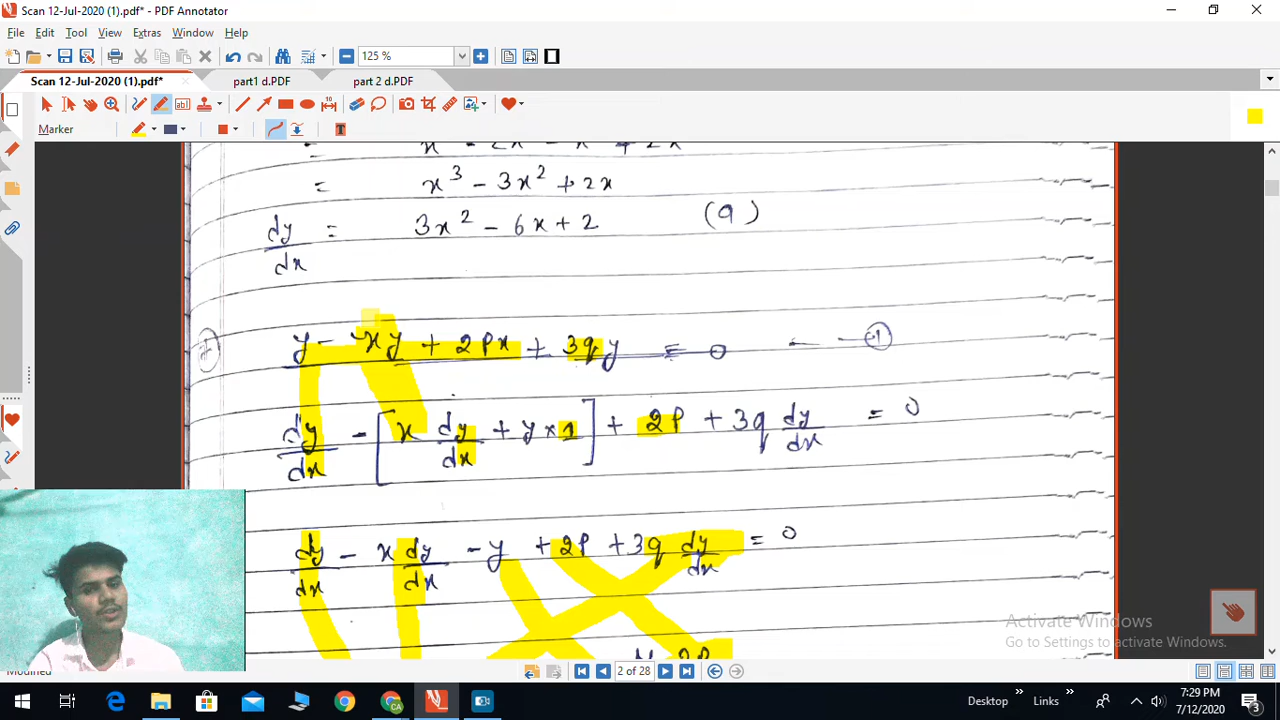 Scan 12-Jul-2020 (1).pdf* - PDF Annotator
File Edit Tool View Extras Window Help
125 %
Scan 12-Jul-2020 (1).pdf* part1 d.PDF part 2 d.PDF
Marker
= x³ - 3x² + 2x
dy/dx = 3x² - 6x + 2 (9)
y - xy + 2px + 3qy = 0 - - ①
dy/dx - [x dy/dx + y × 1] + 2p + 3q dy/dx = 0
dy/dx - x dy/dx - y + 2p + 3q dy/dx = 0
Activate Windows
Go to Settings to activate Windows.
Modified 2 of 28
Desktop Links 7:29 PM
7/12/2020